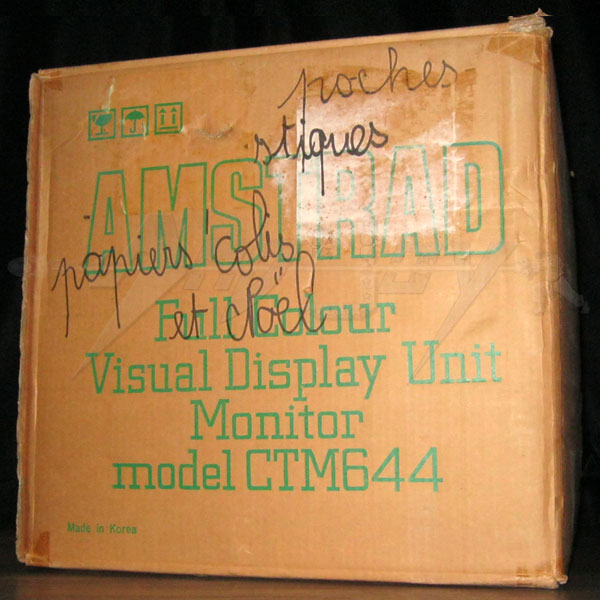 poches
stiques
AMSTRAD
papiers colis
et Noël
Full Colour
Visual Display Unit
Monitor
model CTM644
Made in Korea